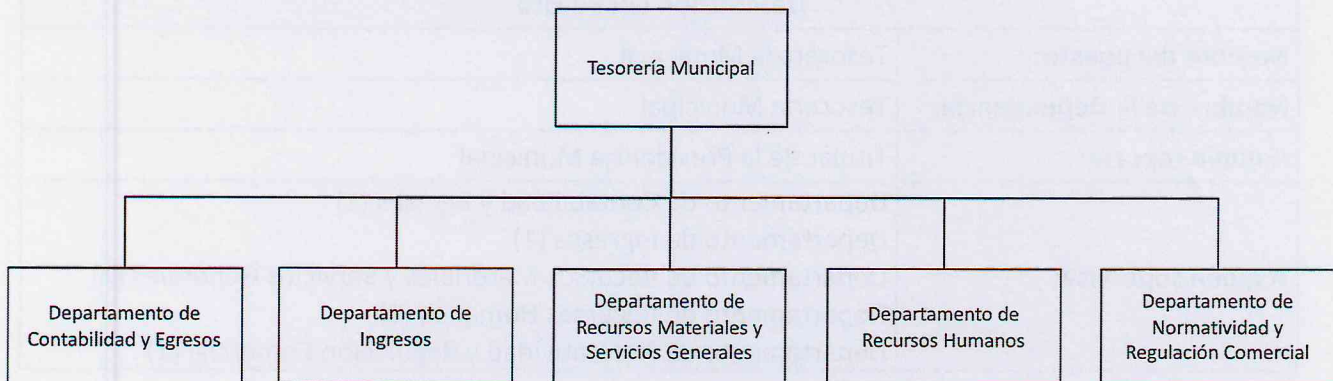 Tesorería Municipal
Departamento de
Contabilidad y Egresos
Departamento de
Ingresos
Departamento de
Recursos Materiales y
Servicios Generales
Departamento de
Recursos Humanos
Departamento de
Normatividad y
Regulación Comercial